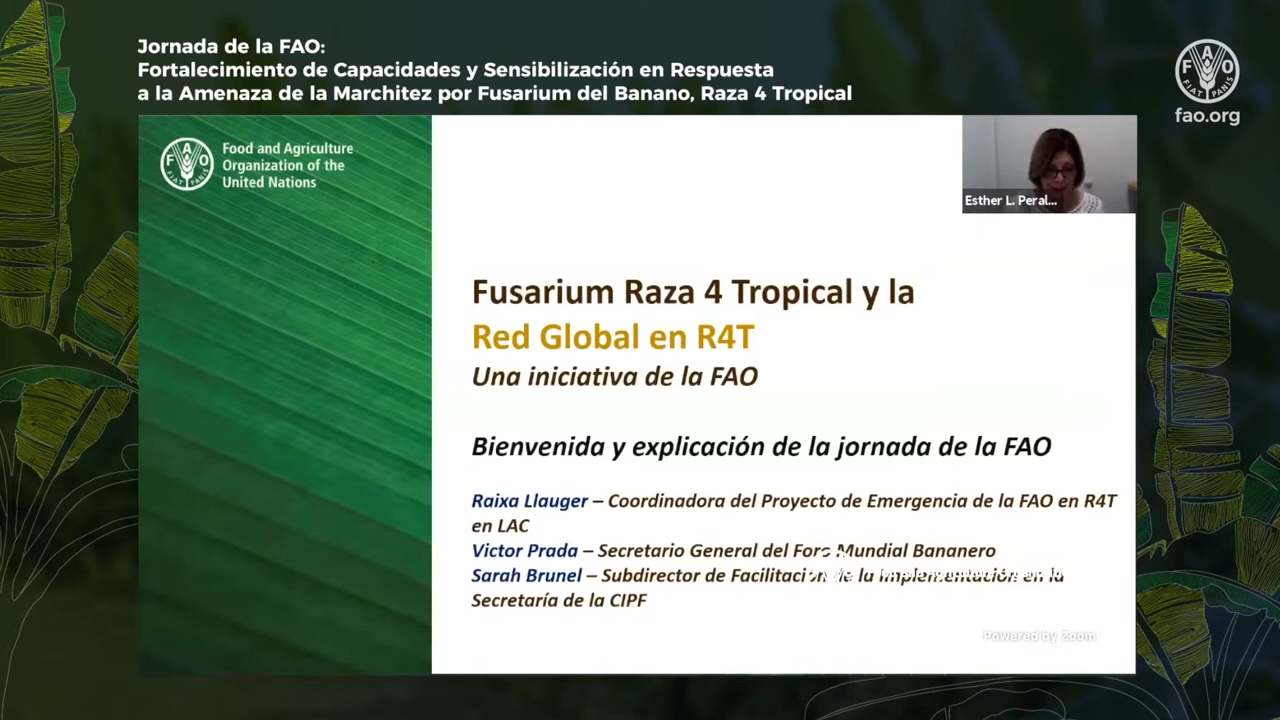 Jornada de la FAO:
Fortalecimiento de Capacidades y Sensibilización en Respuesta
a la Amenaza de la Marchitez por Fusarium del Banano, Raza 4 Tropical
F A O
FIAT PANIS
fao.org
F A O
FIAT PANIS
Food and Agriculture
Organization of the
United Nations
Esther L. Peral...
Fusarium Raza 4 Tropical y la
Red Global en R4T
Una iniciativa de la FAO
Bienvenida y explicación de la jornada de la FAO
Raixa Llauger – Coordinadora del Proyecto de Emergencia de la FAO en R4T
en LAC
Victor Prada – Secretario General del Foro Mundial Bananero
Sarah Brunel – Subdirector de Facilitación de la implementación en la
Secretaría de la CIPF
Powered by Zoom